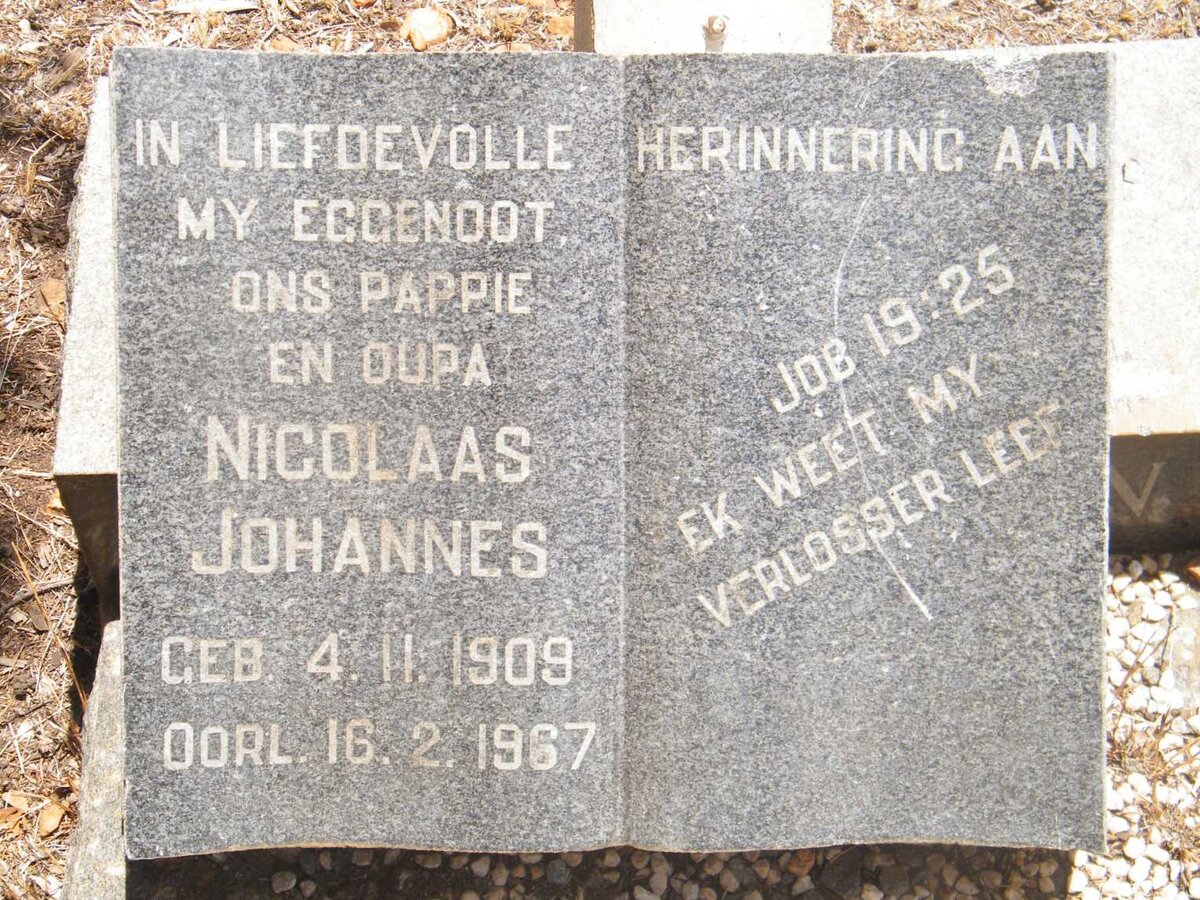 IN LIEFDEVOLLE HERINNERING AAN
MY EGGENOOT,
ONS PAPPIE
EN OUPA
NICOLAAS
JOHANNES
GEB. 4.11.1909
OORL. 16.2.1967
JOB 19:25
EK WEET MY
VERLOSSER LEEF
V